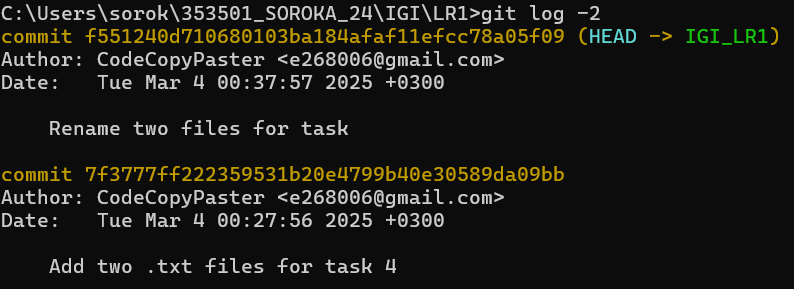 C:\Users\sorok\353501_SOROKA_24\IGI\LR1>git log -2
commit f551240d710680103ba184afaf11efcc78a05f09 (HEAD -> IGI_LR1)
Author: CodeCopyPaster <e268006@gmail.com>
Date:   Tue Mar 4 00:37:57 2025 +0300
    Rename two files for task
commit 7f3777ff222359531b20e4799b40e30589da09bb
Author: CodeCopyPaster <e268006@gmail.com>
Date:   Tue Mar 4 00:27:56 2025 +0300
    Add two .txt files for task 4